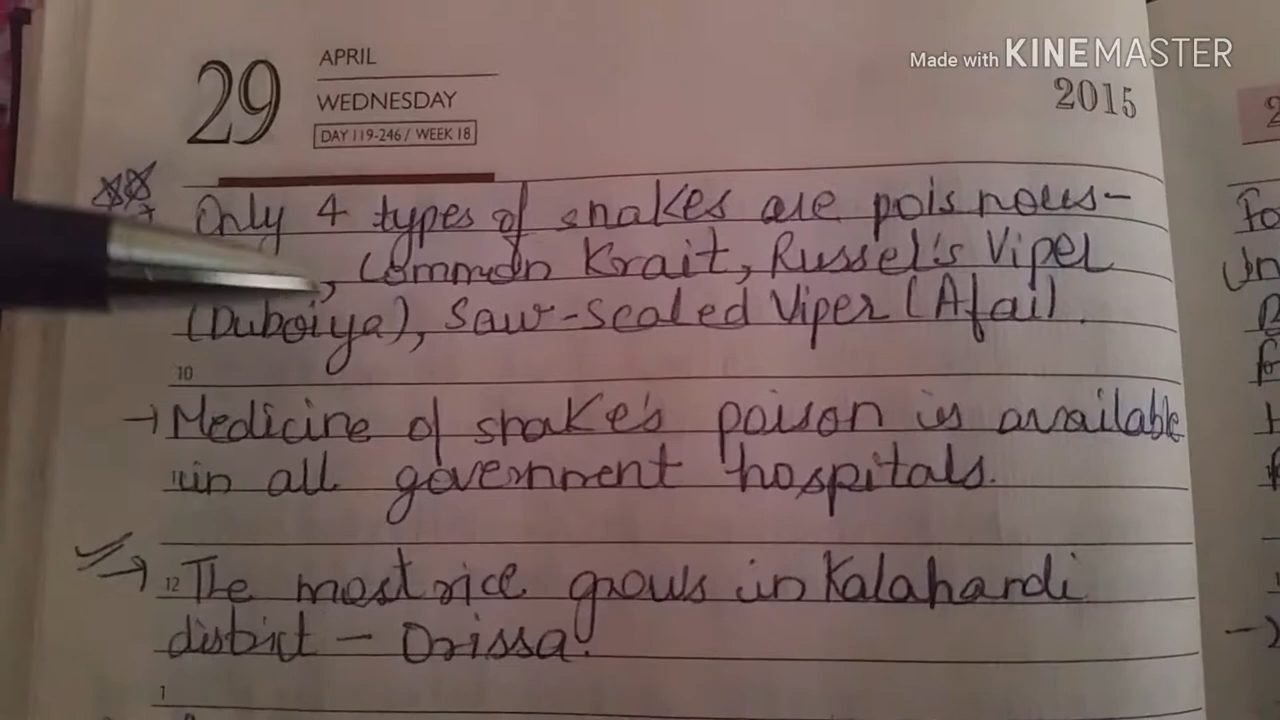 Made with KINEMASTER
29
APRIL
WEDNESDAY
DAY 119-246 / WEEK 18
2015
Only 4 types of snakes are poisnous-
, Common Krait, Russel's Viper
(Duboiya), Saw-Scaled Viper (Afai).
10
→ Medicine of snake's poison is available
11 in all government hospitals.
→ 12 The most rice grows in Kalahandi
district - Orissa.
1